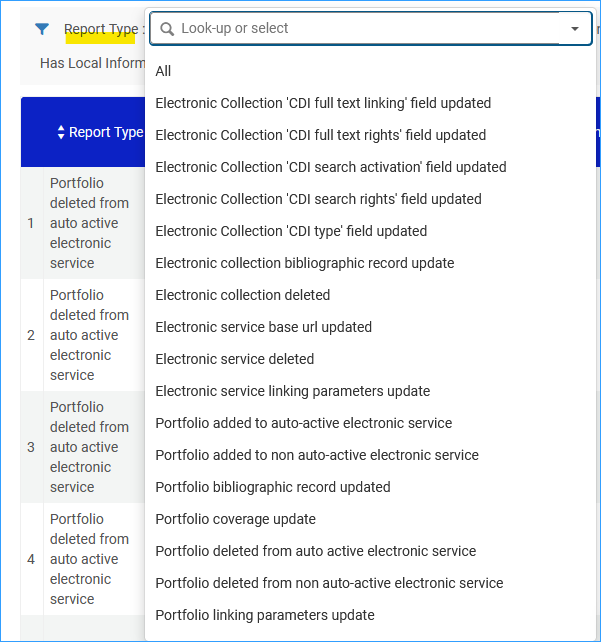 Report Type :
Look-up or select
Has Local Inform
All
Electronic Collection 'CDI full text linking' field updated
Electronic Collection 'CDI full text rights' field updated
Electronic Collection 'CDI search activation' field updated
Electronic Collection 'CDI search rights' field updated
Electronic Collection 'CDI type' field updated
Electronic collection bibliographic record update
Electronic collection deleted
Electronic service base url updated
Electronic service deleted
Electronic service linking parameters update
Portfolio added to auto-active electronic service
Portfolio added to non auto-active electronic service
Portfolio bibliographic record updated
Portfolio coverage update
Portfolio deleted from auto active electronic service
Portfolio deleted from non auto-active electronic service
Portfolio linking parameters update
Report Type
1
Portfolio
deleted from
auto active
electronic
service
2
Portfolio
deleted from
auto active
electronic
service
3
Portfolio
deleted from
auto active
electronic
service
4
Portfolio
deleted from
auto active
electronic
service